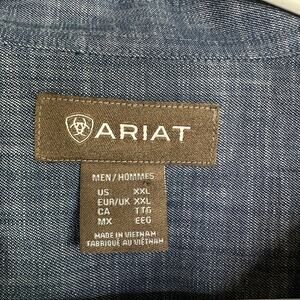 ARIAT
MEN/HOMMES
US XXL
EUR/UK XXL
CA TTG
MX EEG
MADE IN VIETNAM
FABRIQUÉ AU VIETNAM